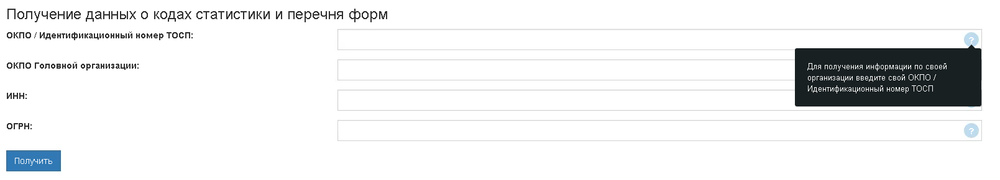 Получение данных о кодах статистики и перечня форм
ОКПО / Идентификационный номер ТОСП:
?
Для получения информации по своей
организации введите свой ОКПО /
Идентификационный номер ТОСП
ОКПО Головной организации:
ИНН:
ОГРН:
?
Получить